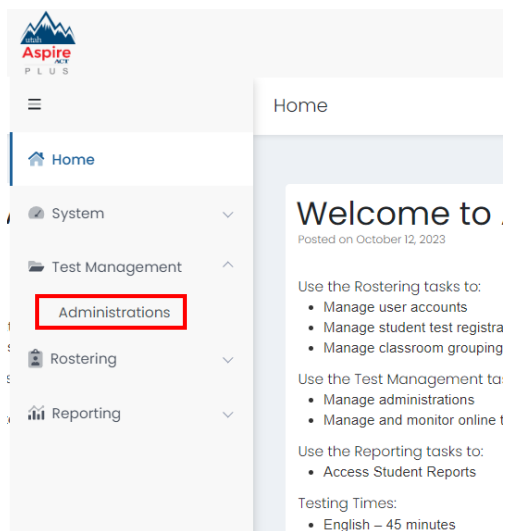 utah
Aspire
ACT
PLUS
Home
Home
System
Test Management
Administrations
Rostering
Reporting
Welcome to
Posted on October 12, 2023
Use the Rostering tasks to:
Manage user accounts
Manage student test registra
Manage classroom grouping
Use the Test Management ta
Manage administrations
Manage and monitor online t
Use the Reporting tasks to:
Access Student Reports
Testing Times:
English – 45 minutes